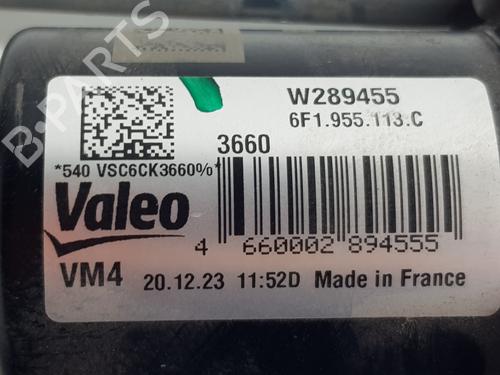 W289455
6F1.955.113.C
3660
*540 VSC6CK3660%*
Valeo
4 660002 894555
VM4 20.12.23 11:52D Made in France
B-PARTS